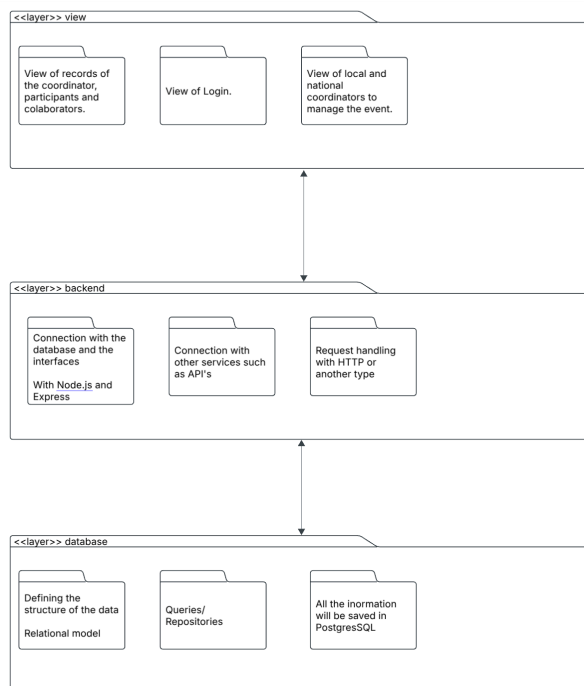 <<layer>> view
View of records of
the coordinator,
participants and
colaborators.
View of Login.
View of local and
national
coordinators to
manage the event.
<<layer>> backend
Connection with the
database and the
interfaces
With Node.js and
Express
Connection with
other services such
as API's
Request handling
with HTTP or
another type
<<layer>> database
Defining the
structure of the data
Relational model
Queries/
Repositories
All the inormation
will be saved in
PostgresSQL